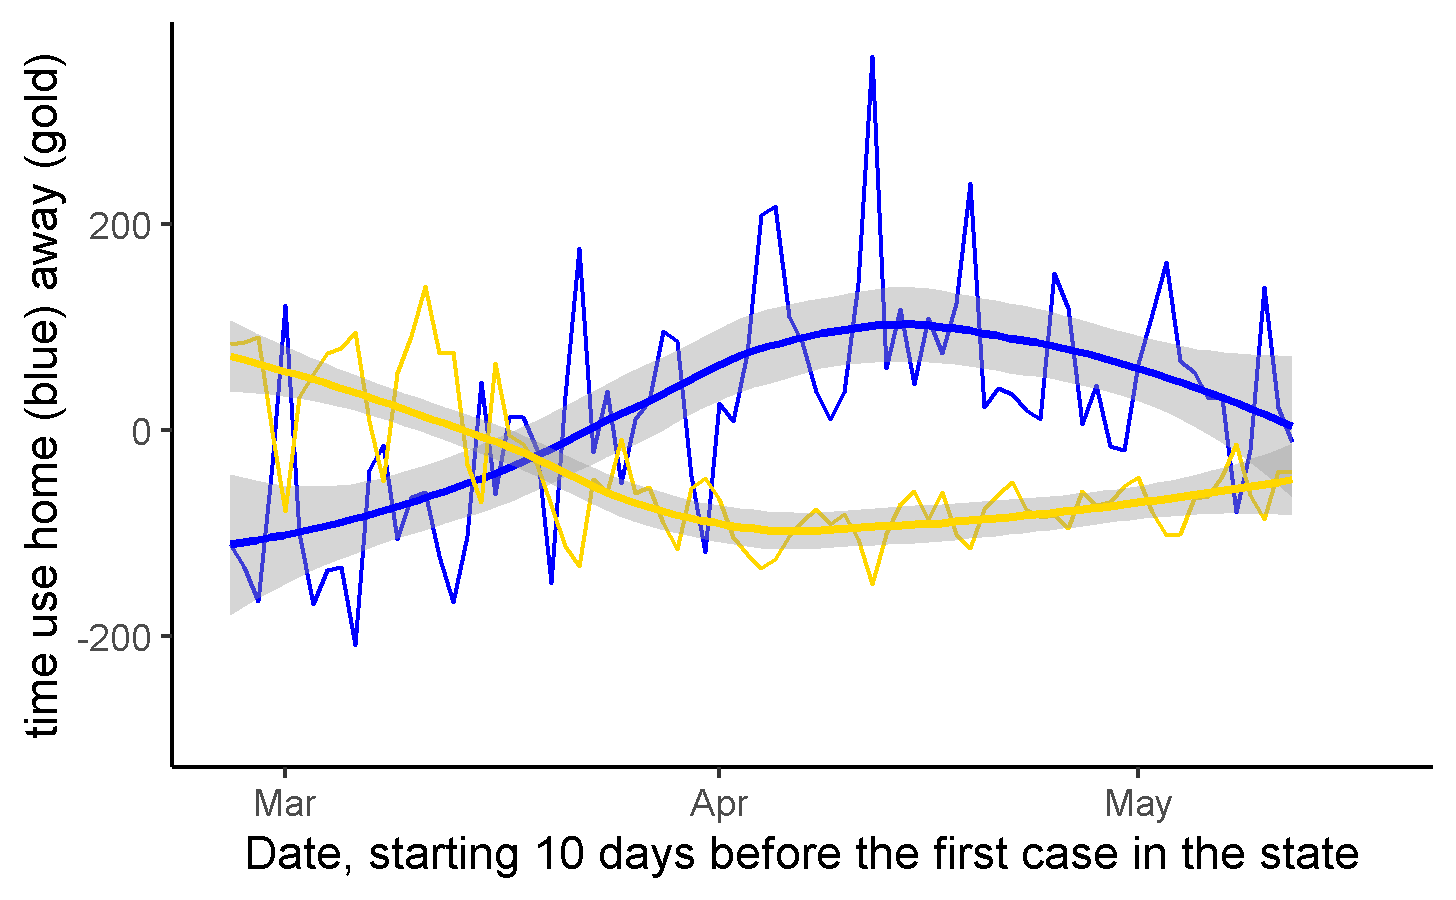 time use home (blue) away (gold)
200
0
-200
Mar
Apr
May
Date, starting 10 days before the first case in the state